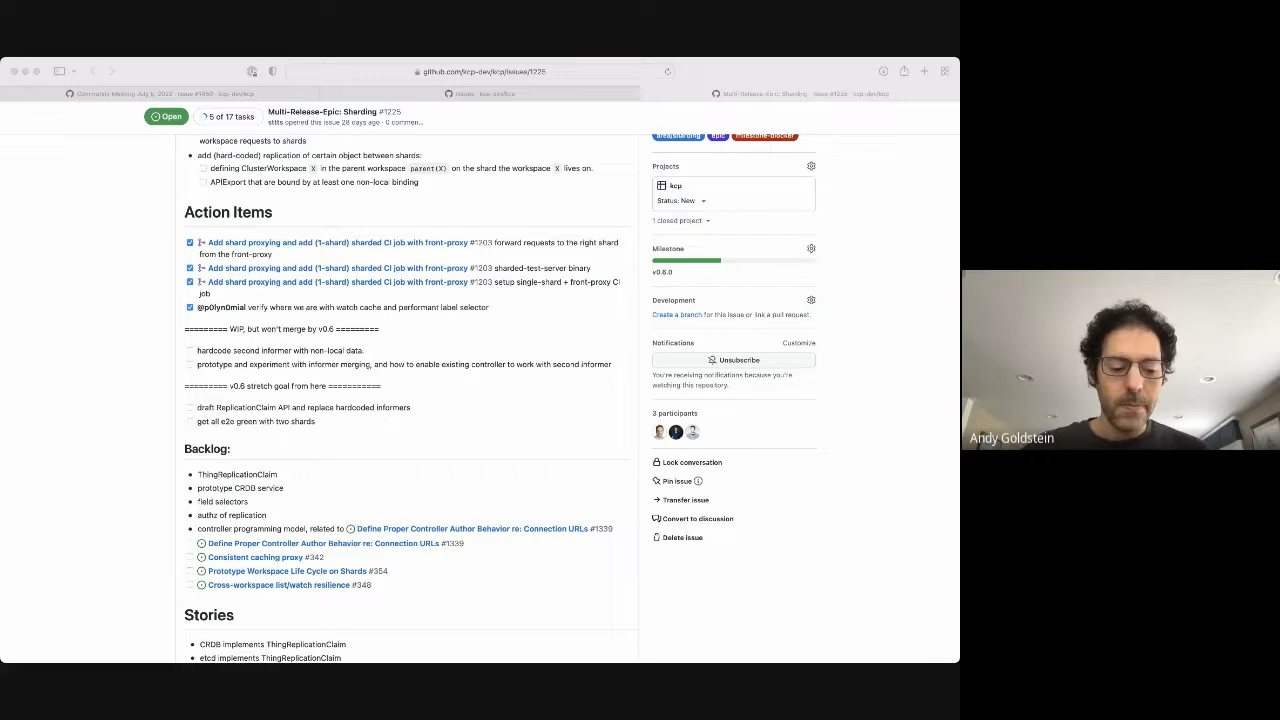 github.com/kcp-dev/kcp/issues/1225
Community Meeting July 5, 2022 · Issue #1350 · kcp-dev/kcp
Issues · kcp-dev/kcp
Multi-Release-Epic: Sharding · Issue #1225 · kcp-dev/kcp
Open
5 of 17 tasks
Multi-Release-Epic: Sharding #1225
sttts opened this issue 28 days ago · 0 commen...
workspace requests to shards
add (hard-coded) replication of certain object between shards:
defining ClusterWorkspace X in the parent workspace parent(X) on the shard the workspace X lives on.
APIExport that are bound by at least one non-local binding
Action Items
Add shard proxying and add (1-shard) sharded CI job with front-proxy #1203 forward requests to the right shard
from the front-proxy
Add shard proxying and add (1-shard) sharded CI job with front-proxy #1203 sharded-test-server binary
Add shard proxying and add (1-shard) sharded CI job with front-proxy #1203 setup single-shard + front-proxy CI
job
@p0lyn0mial verify where we are with watch cache and performant label selector
========= WIP, but won't merge by v0.6 =========
hardcode second informer with non-local data.
prototype and experiment with informer merging, and how to enable existing controller to work with second informer
========= v0.6 stretch goal from here ===========
draft ReplicationClaim API and replace hardcoded informers
get all e2e green with two shards
Backlog:
ThingReplicationClaim
prototype CRDB service
field selectors
authz of replication
controller programming model, related to Define Proper Controller Author Behavior re: Connection URLs #1339
Define Proper Controller Author Behavior re: Connection URLs #1339
Consistent caching proxy #342
Prototype Workspace Life Cycle on Shards #354
Cross-workspace list/watch resilience #348
Stories
CRDB implements ThingReplicationClaim
etcd implements ThingReplicationClaim
area/sharding
epic
milestone-docker
Projects
kcp
Status: New
1 closed project
Milestone
v0.6.0
Development
Create a branch for this issue or link a pull request.
Notifications
Customize
Unsubscribe
You're receiving notifications because you're
watching this repository.
3 participants
Lock conversation
Pin issue
Transfer issue
Convert to discussion
Delete issue
Andy Goldstein